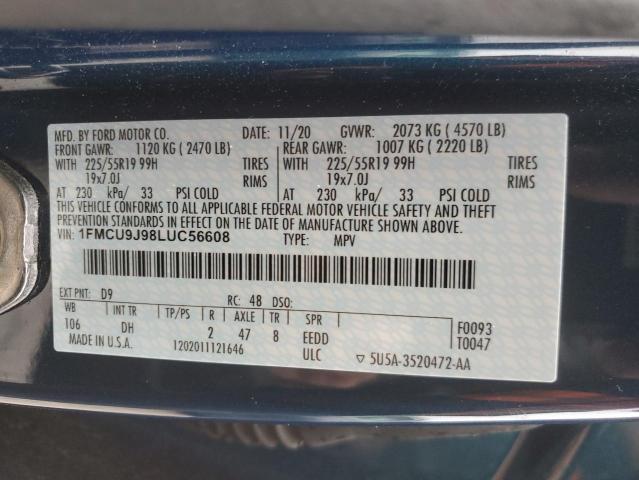 MFD. BY FORD MOTOR CO. DATE: 11/20 GVWR: 2073 KG ( 4570 LB)
FRONT GAWR: 1120 KG ( 2470 LB) REAR GAWR: 1007 KG ( 2220 LB)
WITH 225/55R19 99H TIRES WITH 225/55R19 99H TIRES
19x7.0J RIMS 19x7.0J RIMS
AT 230 kPa/ 33 PSI COLD AT 230 kPa/ 33 PSI COLD
THIS VEHICLE CONFORMS TO ALL APPLICABLE FEDERAL MOTOR VEHICLE SAFETY AND THEFT
PREVENTION STANDARDS IN EFFECT ON THE DATE OF MANUFACTURE SHOWN ABOVE.
VIN: 1FMCU9J98LUC56608 TYPE: MPV
EXT PNT: D9 RC: 48 DSO:
WB INT TR TP/PS R AXLE TR SPR F0093
106 DH 2 47 8 EEDD T0047
MADE IN U.S.A. 1202011121646 ULC ▽ 5U5A-3520472-AA